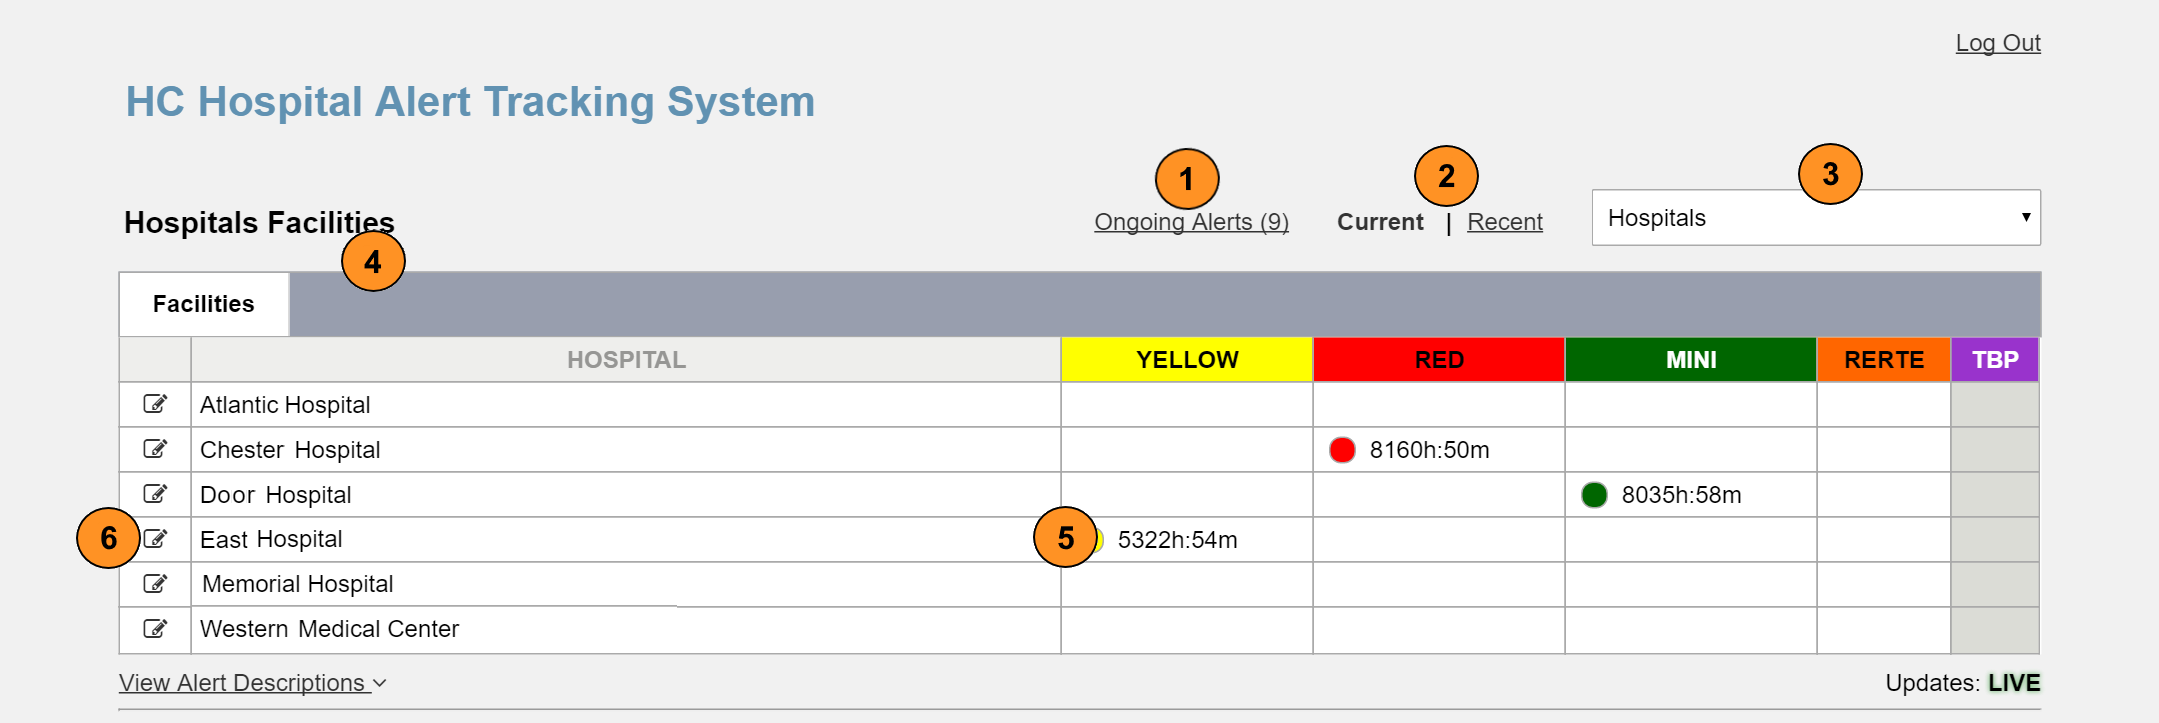 Log Out
HC Hospital Alert Tracking System
1 2 3
Hospitals Facilities Ongoing Alerts (9) Current | Recent Hospitals
4
Facilities
HOSPITAL YELLOW RED MINI RERTE TBP
Atlantic Hospital
Chester Hospital 8160h:50m
Door Hospital 8035h:58m
6 East Hospital 5 5322h:54m
Memorial Hospital
Western Medical Center
View Alert Descriptions Updates: LIVE